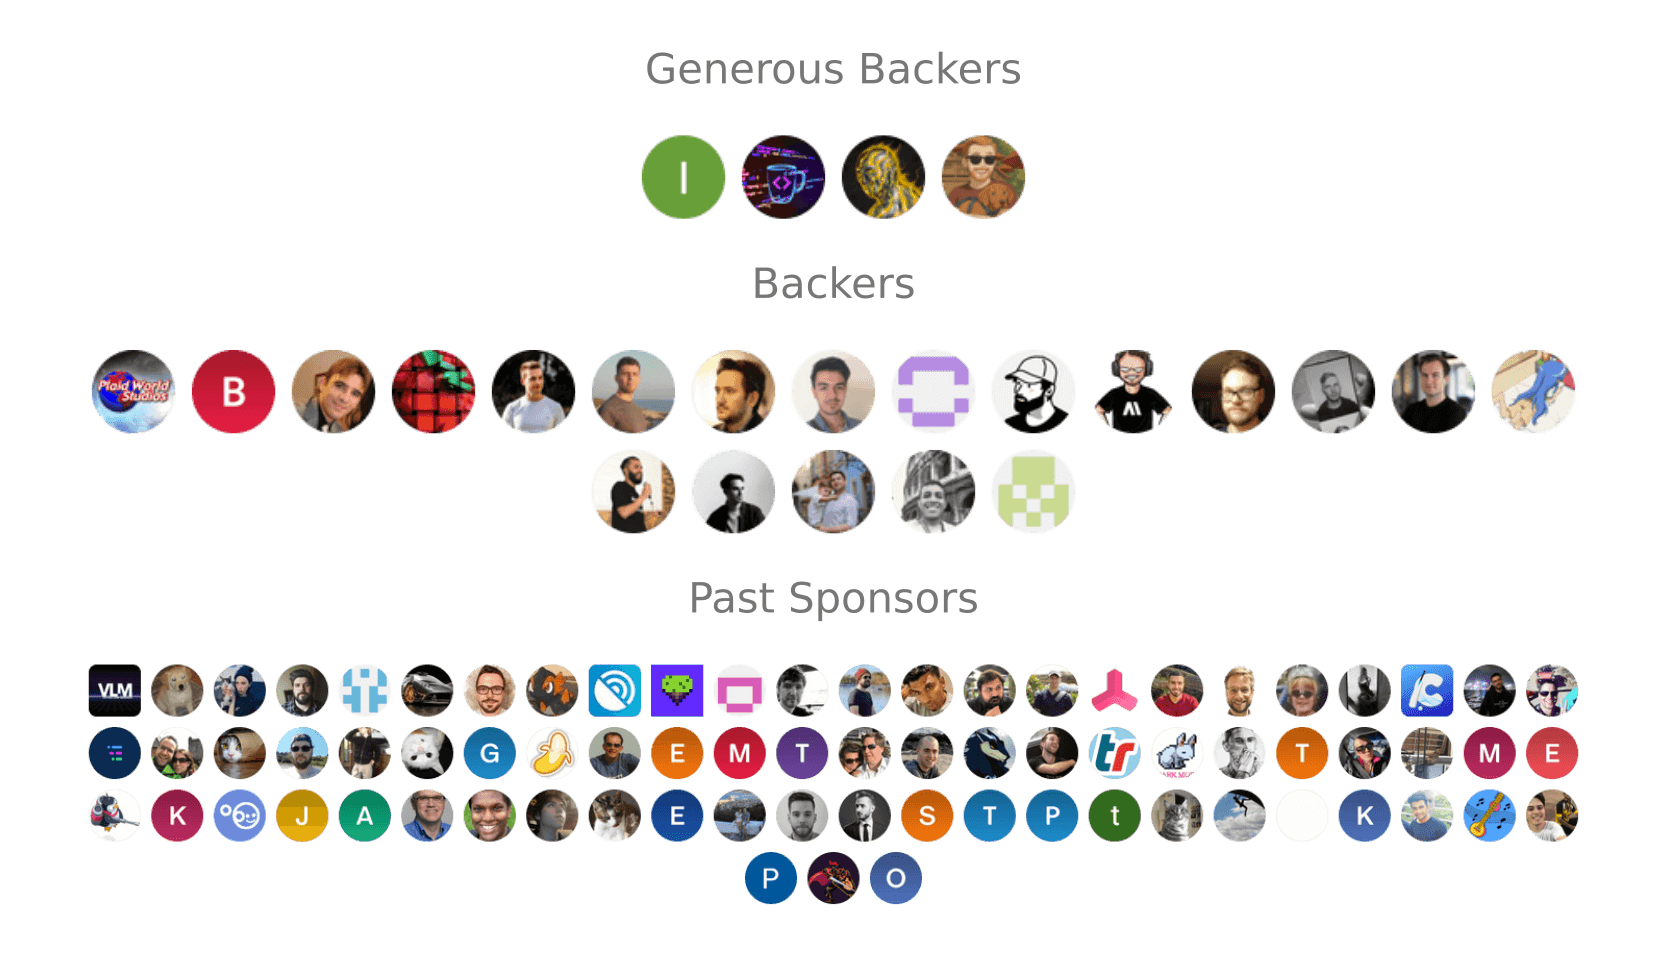 Generous Backers
I
Backers
Plaid World
Studios
B
Past Sponsors
VLM
G
E
M
T
tr
T
M
E
K
J
A
E
S
T
P
t
K
P
O